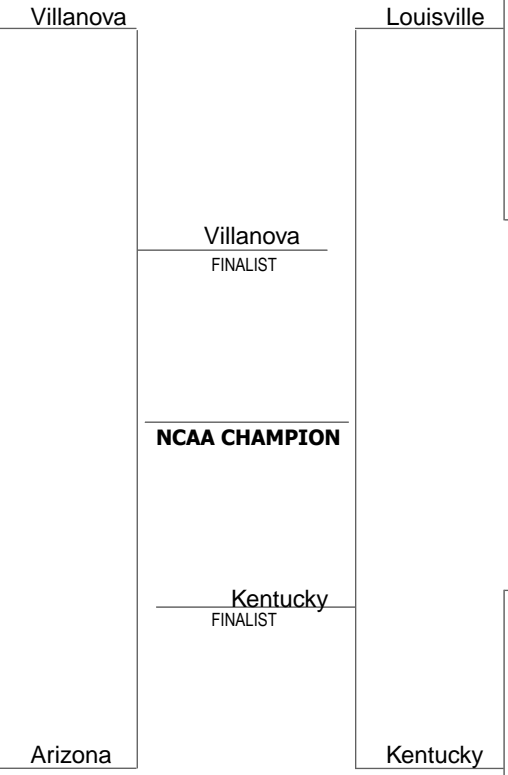 Villanova
Louisville
Villanova
FINALIST
NCAA CHAMPION
Kentucky
FINALIST
Arizona
Kentucky